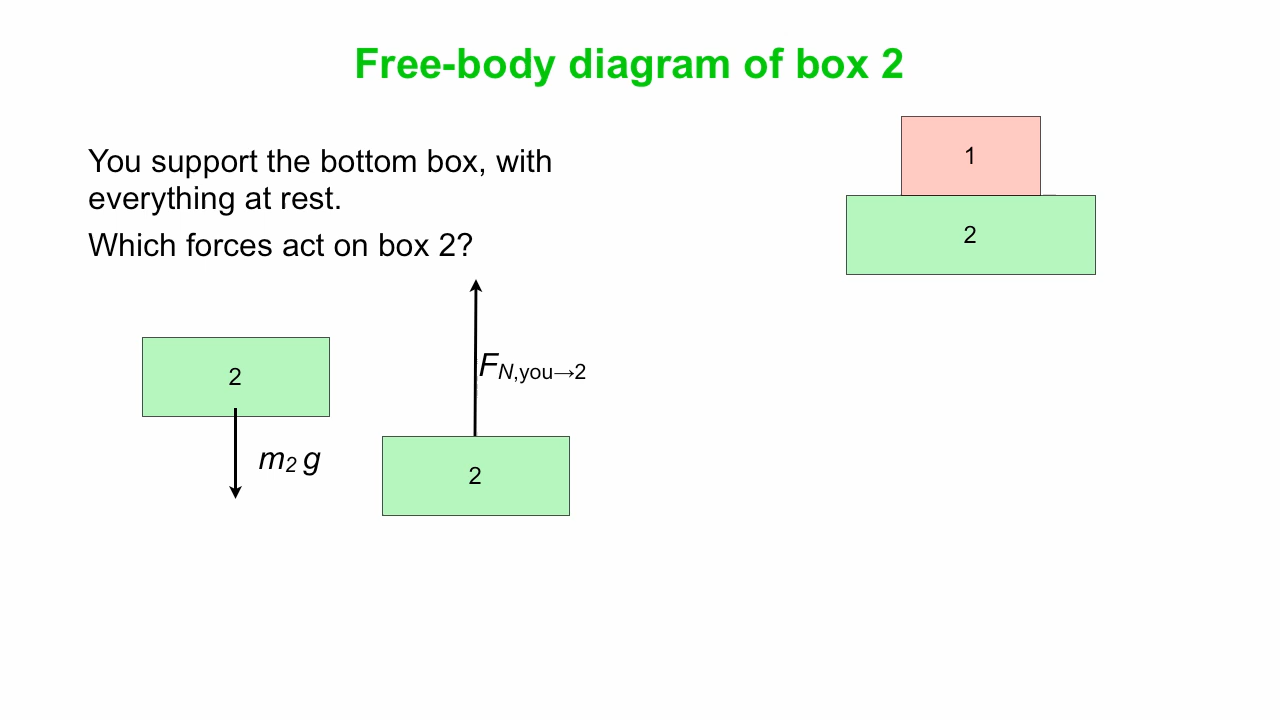 Free-body diagram of box 2
You support the bottom box, with
everything at rest.
Which forces act on box 2?
1
2
2
m₂ g
F_N,you→2
2